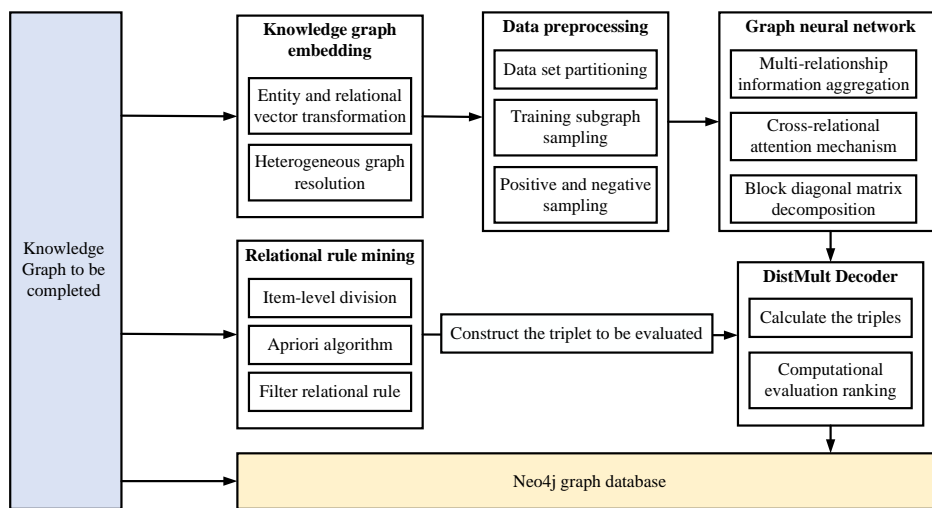 Knowledge
Graph to be
completed
Knowledge graph
embedding
Entity and relational
vector transformation
Heterogeneous graph
resolution
Data preprocessing
Data set partitioning
Training subgraph
sampling
Positive and negative
sampling
Graph neural network
Multi-relationship
information aggregation
Cross-relational
attention mechanism
Block diagonal matrix
decomposition
Relational rule mining
Item-level division
Apriori algorithm
Filter relational rule
Construct the triplet to be evaluated
DistMult Decoder
Calculate the triples
Computational
evaluation ranking
Neo4j graph database